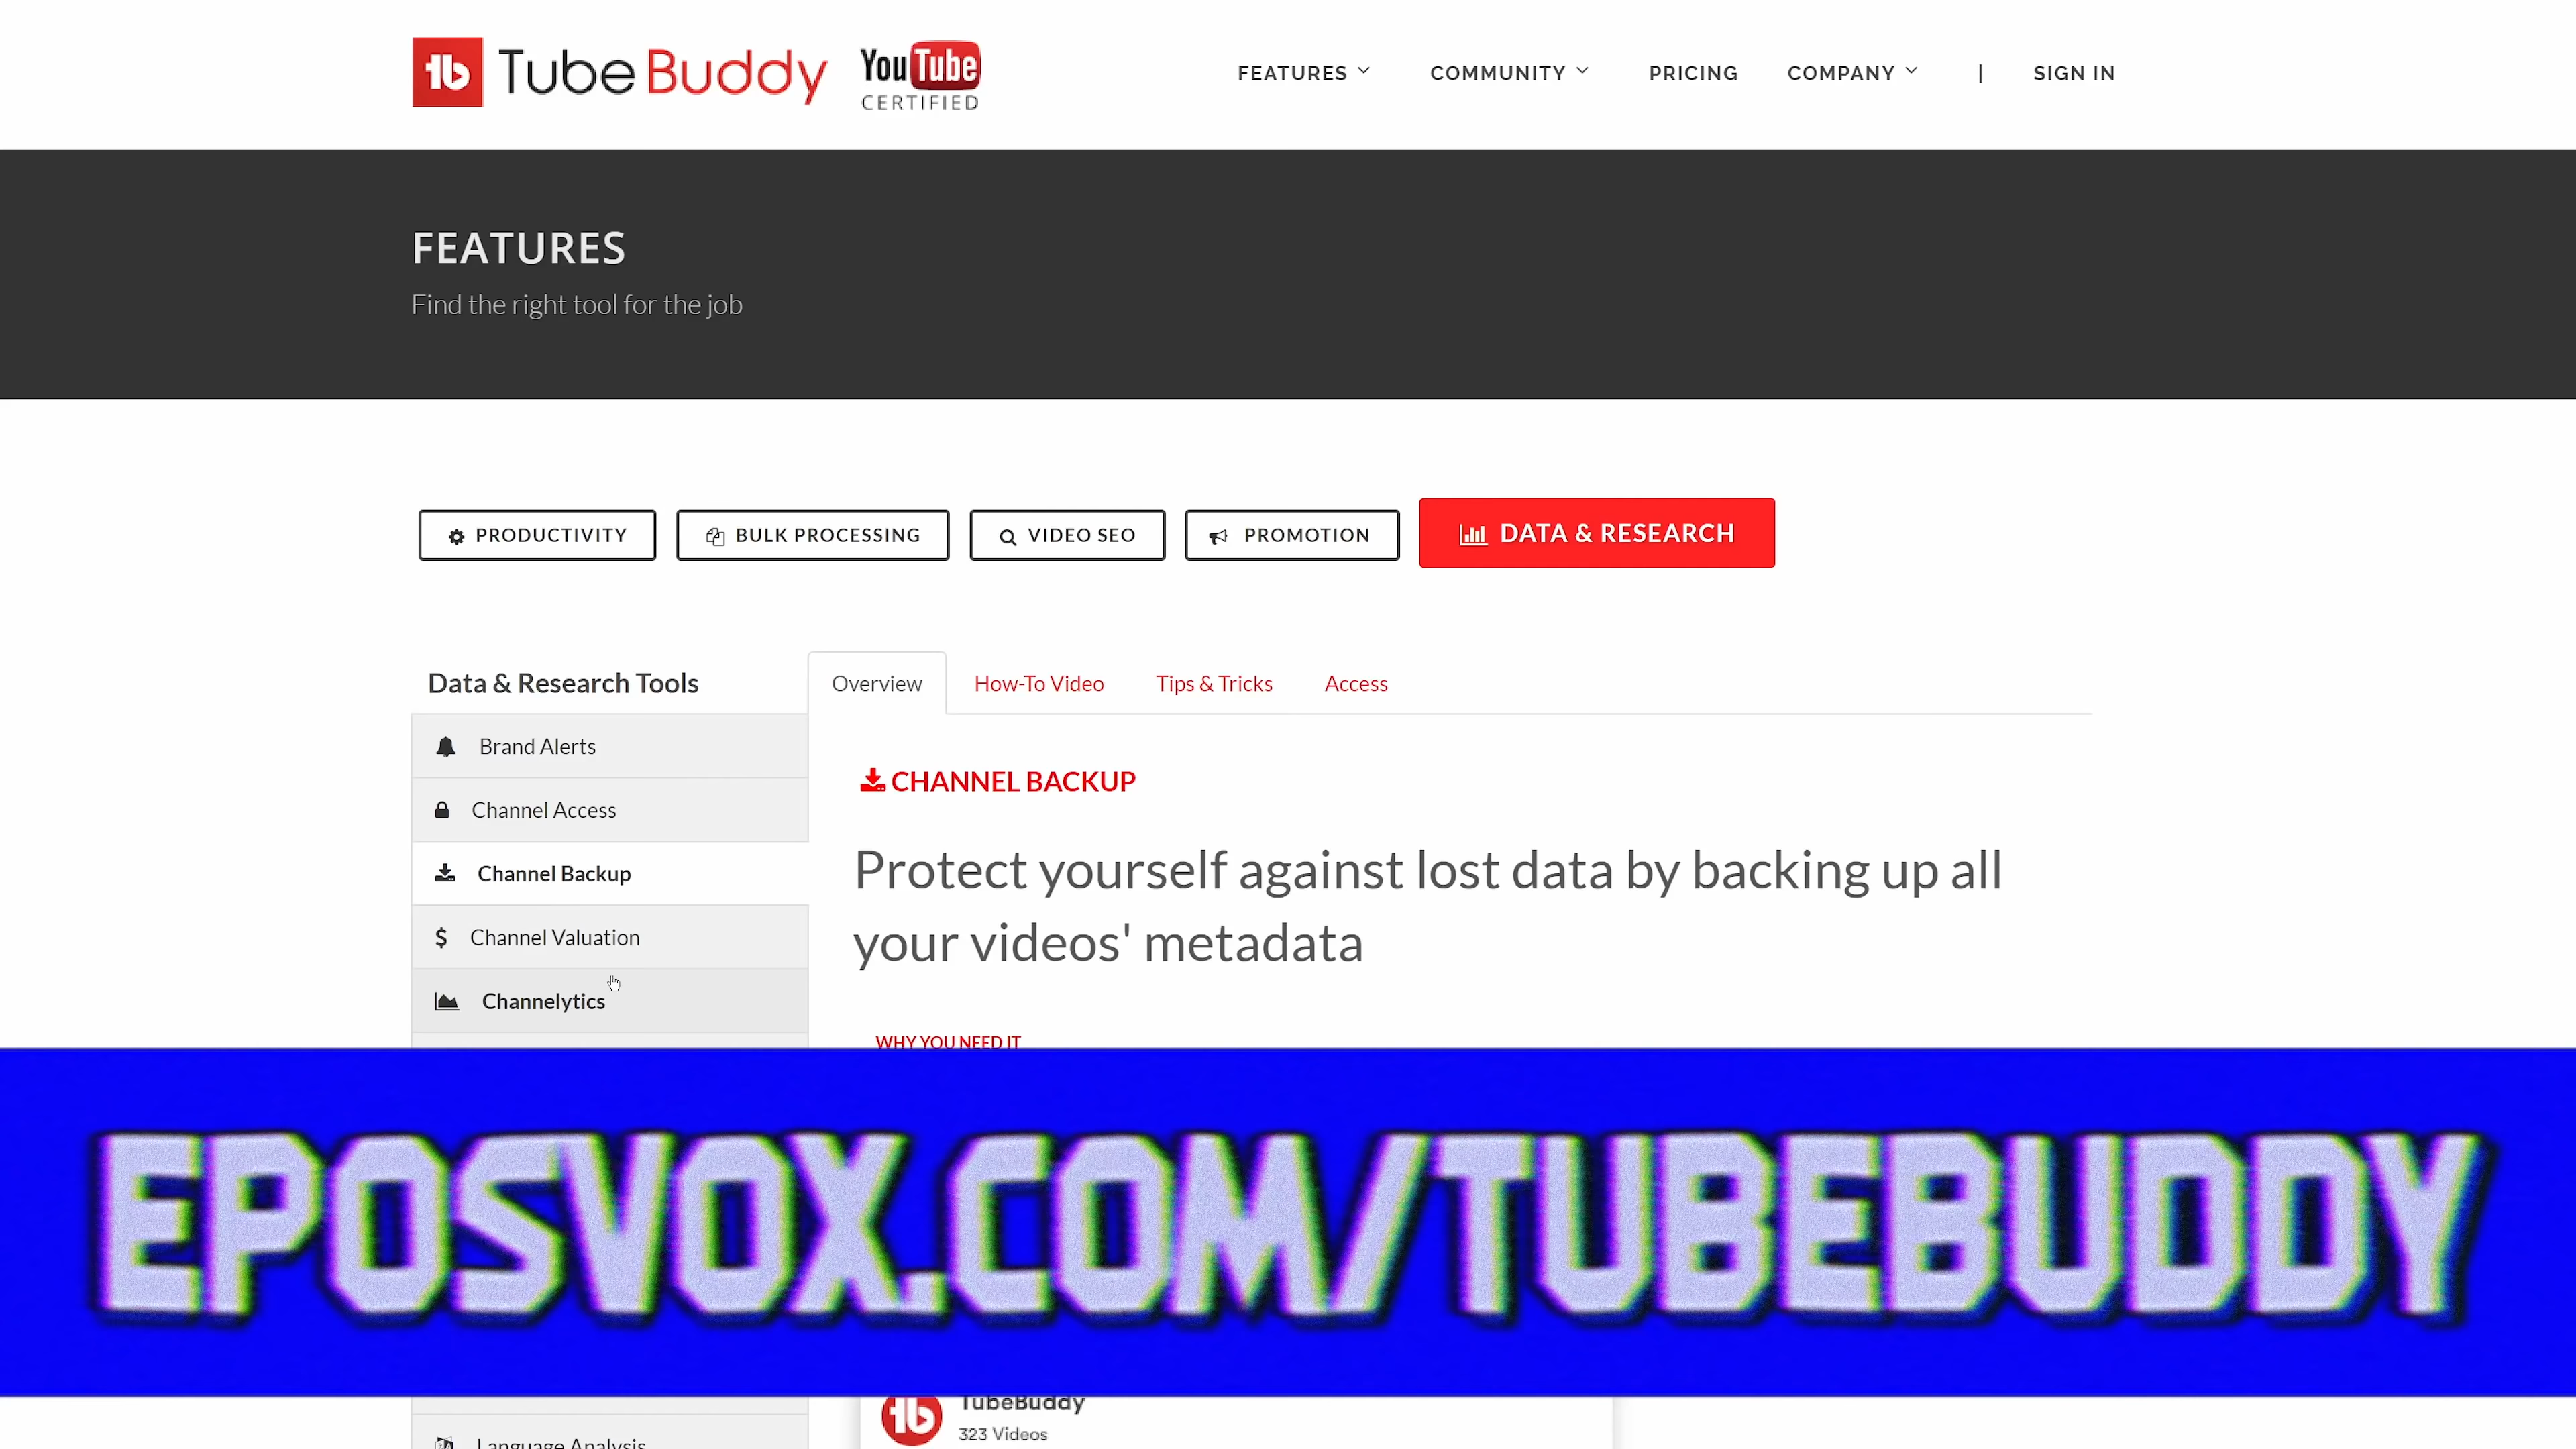 tb TubeBuddy YouTube CERTIFIED
FEATURES COMMUNITY PRICING COMPANY | SIGN IN
FEATURES
Find the right tool for the job
PRODUCTIVITY BULK PROCESSING VIDEO SEO PROMOTION DATA & RESEARCH
Data & Research Tools
Overview How-To Video Tips & Tricks Access
Brand Alerts
Channel Access
Channel Backup
Channel Valuation
Channelytics
CHANNEL BACKUP
Protect yourself against lost data by backing up all
your videos' metadata
WHY YOU NEED IT
EPOSVOX.COM/TUBEBUDDY
TubeBuddy
323 Videos
Language Analysis